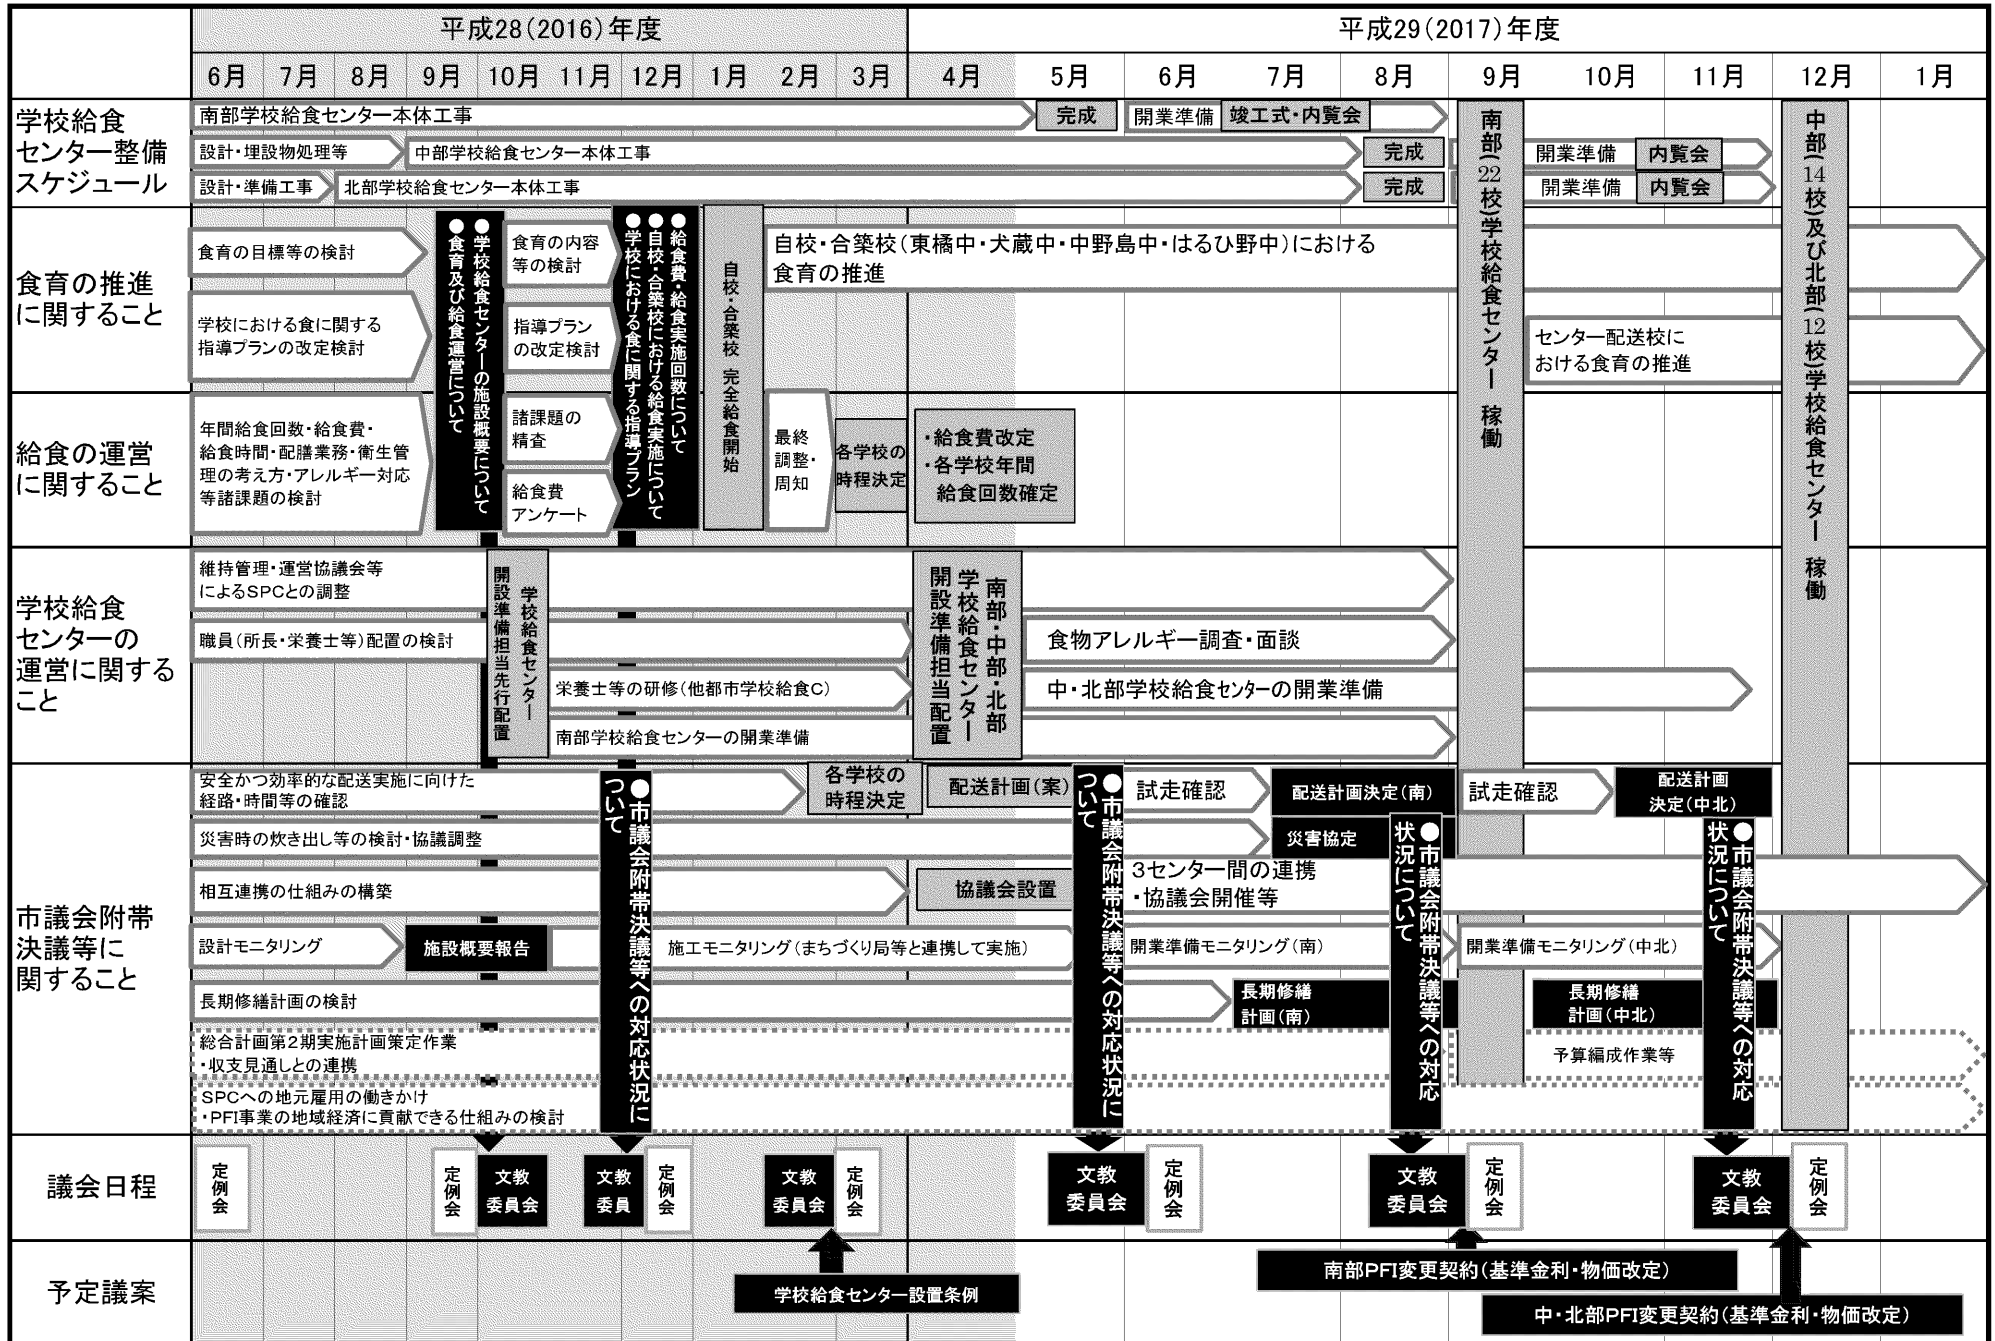 平成28(2016)年度
平成29(2017)年度
6月
7月
8月
9月
10月
11月
12月
1月
2月
3月
4月
5月
6月
7月
8月
9月
10月
11月
12月
1月
学校給食
センター整備
スケジュール
南部学校給食センター本体工事
完成
開業準備
竣工式・内覧会
設計・埋設物処理等
中部学校給食センター本体工事
完成
開業準備
内覧会
設計・準備工事
北部学校給食センター本体工事
完成
開業準備
内覧会
南部(22校)学校給食センター 稼働
中部(14校)及び北部(12校)学校給食センター 稼働
食育の推進
に関すること
食育の目標等の検討
学校における食に関する
指導プランの改定検討
●学校給食センターの施設概要について
●食育及び給食運営について
食育の内容
等の検討
指導プラン
の改定検討
●給食費・給食実施回数について
●自校・合築校における給食実施について
●学校における食に関する指導プラン
自校・合築校 完全給食開始
自校・合築校(東橘中・犬蔵中・中野島中・はるひ野中)における
食育の推進
センター配送校に
おける食育の推進
給食の運営
に関すること
年間給食回数・給食費・
給食時間・配膳業務・衛生管
理の考え方・アレルギー対応
等諸課題の検討
諸課題の
精査
給食費
アンケート
最終
調整・
周知
各学校の
時程決定
・給食費改定
・各学校年間
給食回数確定
学校給食
センターの
運営に関する
こと
維持管理・運営協議会等
によるSPCとの調整
職員(所長・栄養士等)配置の検討
学校給食センター
開設準備担当先行配置
栄養士等の研修(他都市学校給食C)
南部学校給食センターの開業準備
南部・中部・北部
学校給食センター
開設準備担当配置
食物アレルギー調査・面談
中・北部学校給食センターの開業準備
市議会附帯
決議等に
関すること
安全かつ効率的な配送実施に向けた
経路・時間等の確認
各学校の
時程決定
配送計画(案)
試走確認
配送計画決定(南)
試走確認
配送計画
決定(中北)
災害時の炊き出し等の検討・協議調整
災害協定
相互連携の仕組みの構築
協議会設置
3センター間の連携
・協議会開催等
設計モニタリング
施設概要報告
施工モニタリング(まちづくり局等と連携して実施)
開業準備モニタリング(南)
開業準備モニタリング(中北)
長期修繕計画の検討
長期修繕
計画(南)
長期修繕
計画(中北)
総合計画第2期実施計画策定作業
・収支見通しとの連携
予算編成作業等
SPCへの地元雇用の働きかけ
・PFI事業の地域経済に貢献できる仕組みの検討
●市議会附帯決議等への対応状況に
ついて
●市議会附帯決議等への対応状況に
ついて
●市議会附帯決議等への対応
状況について
●市議会附帯決議等への対応
状況について
議会日程
定例会
定例会
文教
委員会
文教
委員
定例会
文教
委員会
定例会
文教
委員会
定例会
文教
委員会
定例会
文教
委員会
定例会
予定議案
学校給食センター設置条例
南部PFI変更契約(基準金利・物価改定)
中・北部PFI変更契約(基準金利・物価改定)